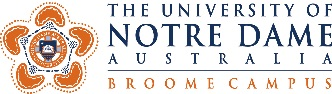 THE UNIVERSITY OF
NOTRE DAME
AUSTRALIA
BROOME CAMPUS